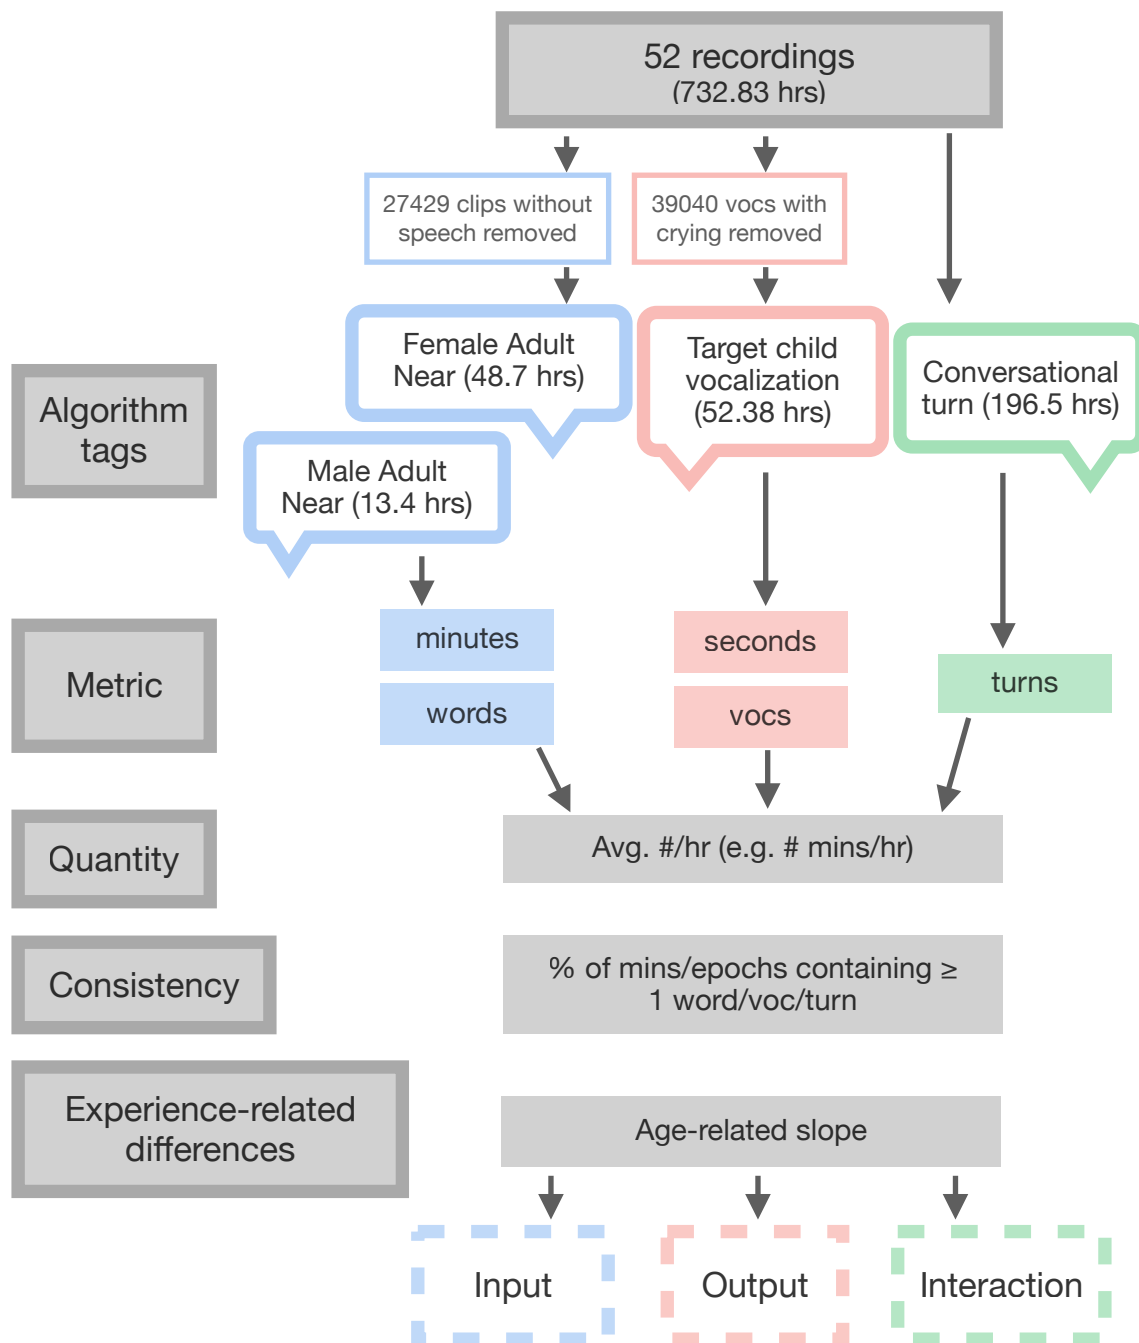 52 recordings
(732.83 hrs)
27429 clips without
speech removed
39040 vocs with
crying removed
Female Adult
Near (48.7 hrs)
Target child
vocalization
(52.38 hrs)
Conversational
turn (196.5 hrs)
Algorithm
tags
Male Adult
Near (13.4 hrs)
Metric
minutes
words
seconds
vocs
turns
Quantity
Avg. #/hr (e.g. # mins/hr)
Consistency
% of mins/epochs containing ≥
1 word/voc/turn
Experience-related
differences
Age-related slope
Input
Output
Interaction